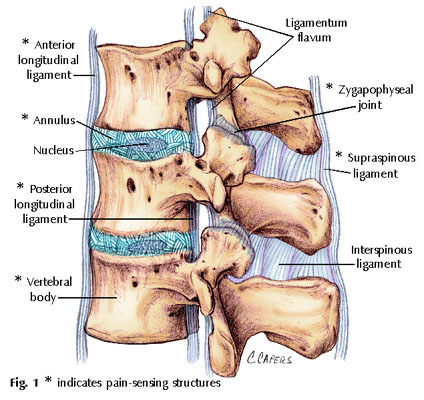 * Anterior
longitudinal
ligament
* Annulus
Nucleus
* Posterior
longitudinal
ligament
* Vertebral
body
Ligamentum
flavum
* Zygapophyseal
joint
* Supraspinous
ligament
Interspinous
ligament
C CAPERS
Fig. 1 * indicates pain-sensing structures